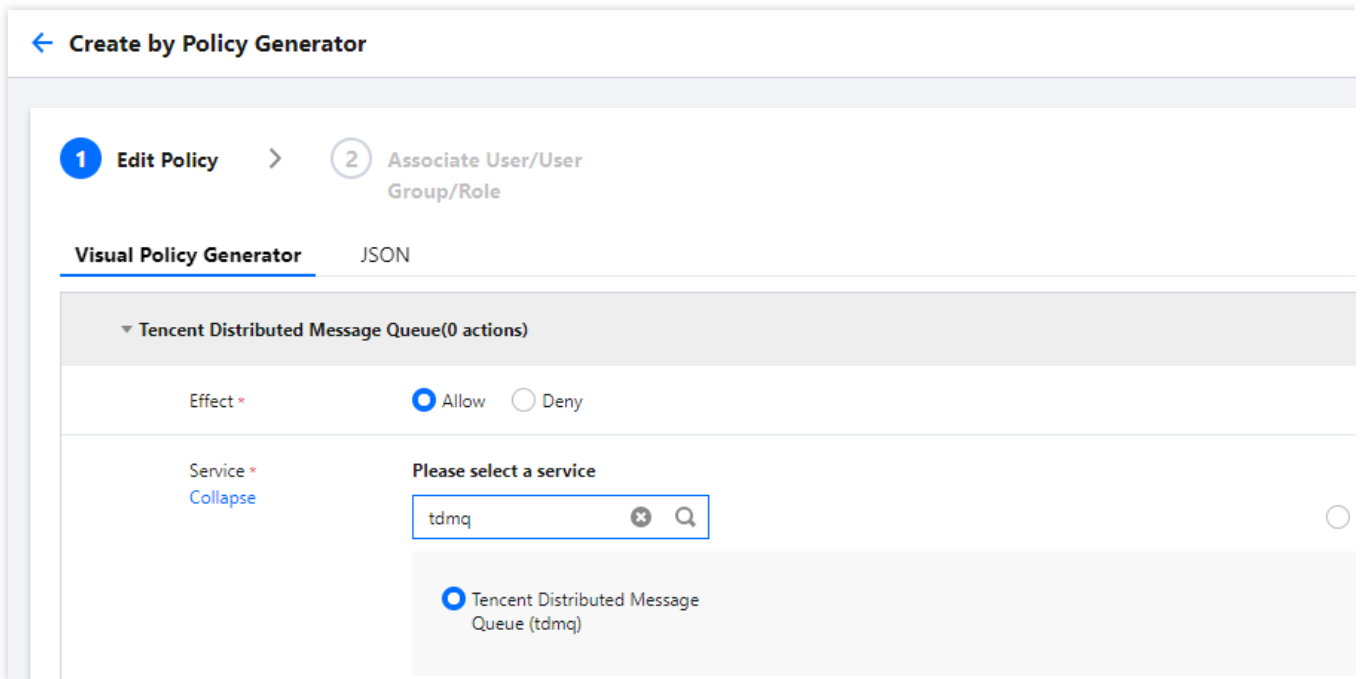 Create by Policy Generator
1 Edit Policy
2 Associate User/User
Group/Role
Visual Policy Generator JSON
Tencent Distributed Message Queue(0 actions)
Effect * Allow Deny
Service * Please select a service
Collapse
tdmq
Tencent Distributed Message
Queue (tdmq)